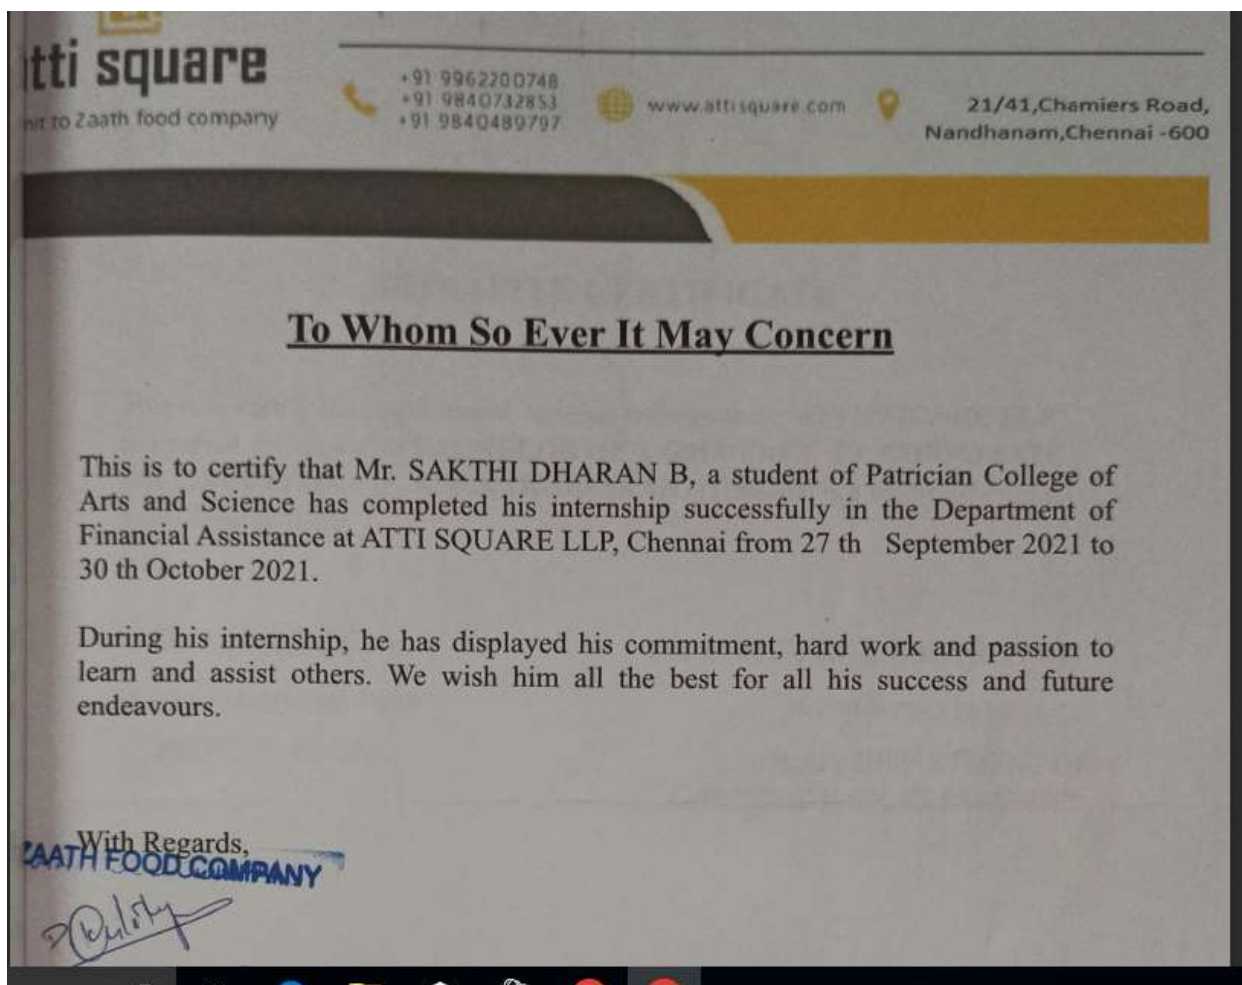 tti square
nit to Zaath food company
+91 9962200748
+91 9840732853
+91 9840489797
www.attisquare.com
21/41,Chamiers Road,
Nandhanam,Chennai -600
To Whom So Ever It May Concern
This is to certify that Mr. SAKTHI DHARAN B, a student of Patrician College of
Arts and Science has completed his internship successfully in the Department of
Financial Assistance at ATTI SQUARE LLP, Chennai from 27 th September 2021 to
30 th October 2021.
During his internship, he has displayed his commitment, hard work and passion to
learn and assist others. We wish him all the best for all his success and future
endeavours.
With Regards,
ZAATH FOOD COMPANY